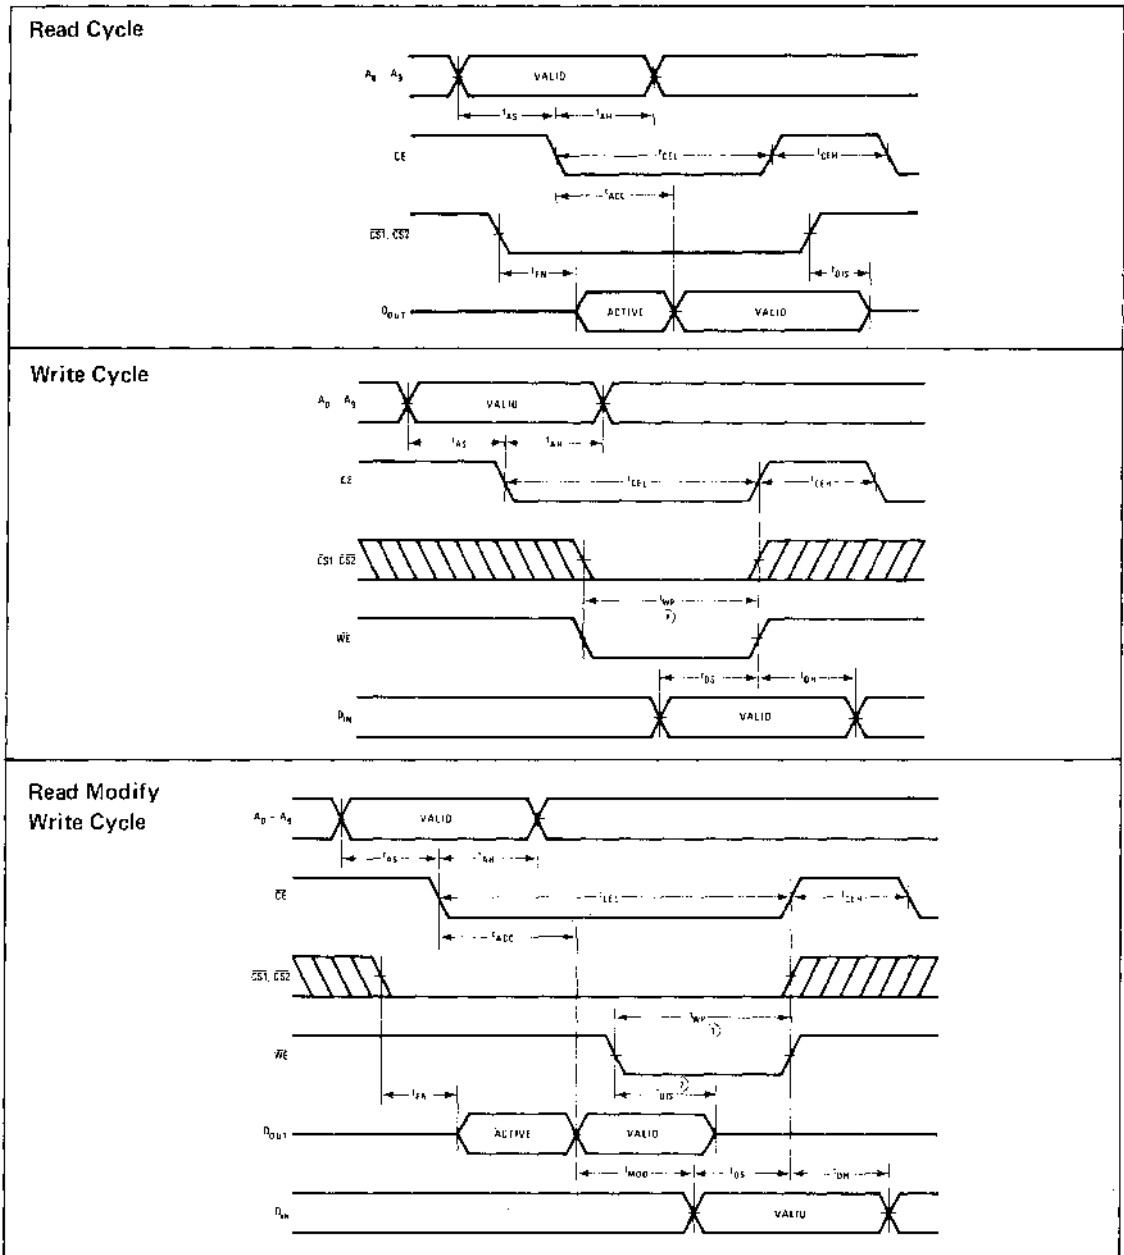 Read Cycle
A₀ A₉
VALID
tAS
tAH
CE
tCEL
tCEH
tACC
CS1, CS2
tEN
tDIS
DOUT
ACTIVE
VALID
Write Cycle
A₀ A₉
VALID
tAS
tAH
CE
tCEL
tCEH
CS1 CS2
tWP
WE
tDS
tDH
DIN
VALID
Read Modify
Write Cycle
A₀ - A₉
VALID
tAS
tAH
CE
tCEL
tCEH
tACC
CS1, CS2
tWP
1)
WE
2)
tDIS
tEN
DOUT
ACTIVE
VALID
tMOD
tDS
tDH
DIN
VALID